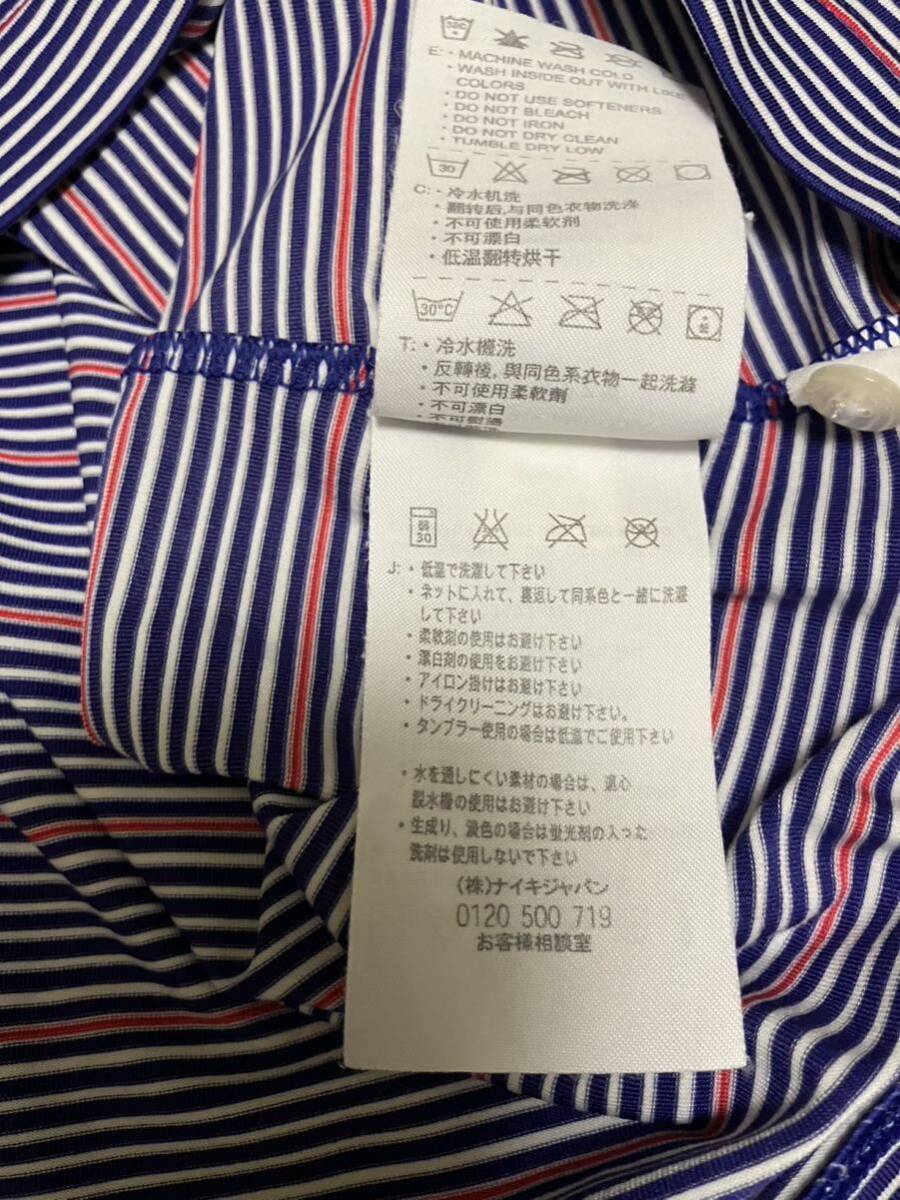 E: • MACHINE WASH COLD
• WASH INSIDE OUT WITH LIKE
COLORS
• DO NOT USE SOFTENERS
• DO NOT BLEACH
• DO NOT IRON
• DO NOT DRY CLEAN
• TUMBLE DRY LOW
30
C: • 冷水机洗
• 翻转后,与同色衣物洗涤
• 不可使用柔软剂
• 不可漂白
• 低温翻转烘干
30°C
低
T: • 冷水機洗
• 反轉後,與同色系衣物一起洗滌
• 不可使用柔軟劑
• 不可漂白
• 不可熨燙
弱
30
J: • 低温で洗濯して下さい
• ネットに入れて、裏返して同系色と一緒に洗濯
して下さい
• 柔軟剤の使用はお避け下さい
• 漂白剤の使用をお避け下さい
• アイロン掛けはお避け下さい
• ドライクリーニングはお避け下さい。
• タンブラー使用の場合は低温でご使用下さい
• 水を通しにくい素材の場合は、遠心
脱水機の使用はお避け下さい
• 生成り、淡色の場合は蛍光剤の入った
洗剤は使用しないで下さい
(株)ナイキジャパン
0120 500 719
お客様相談室